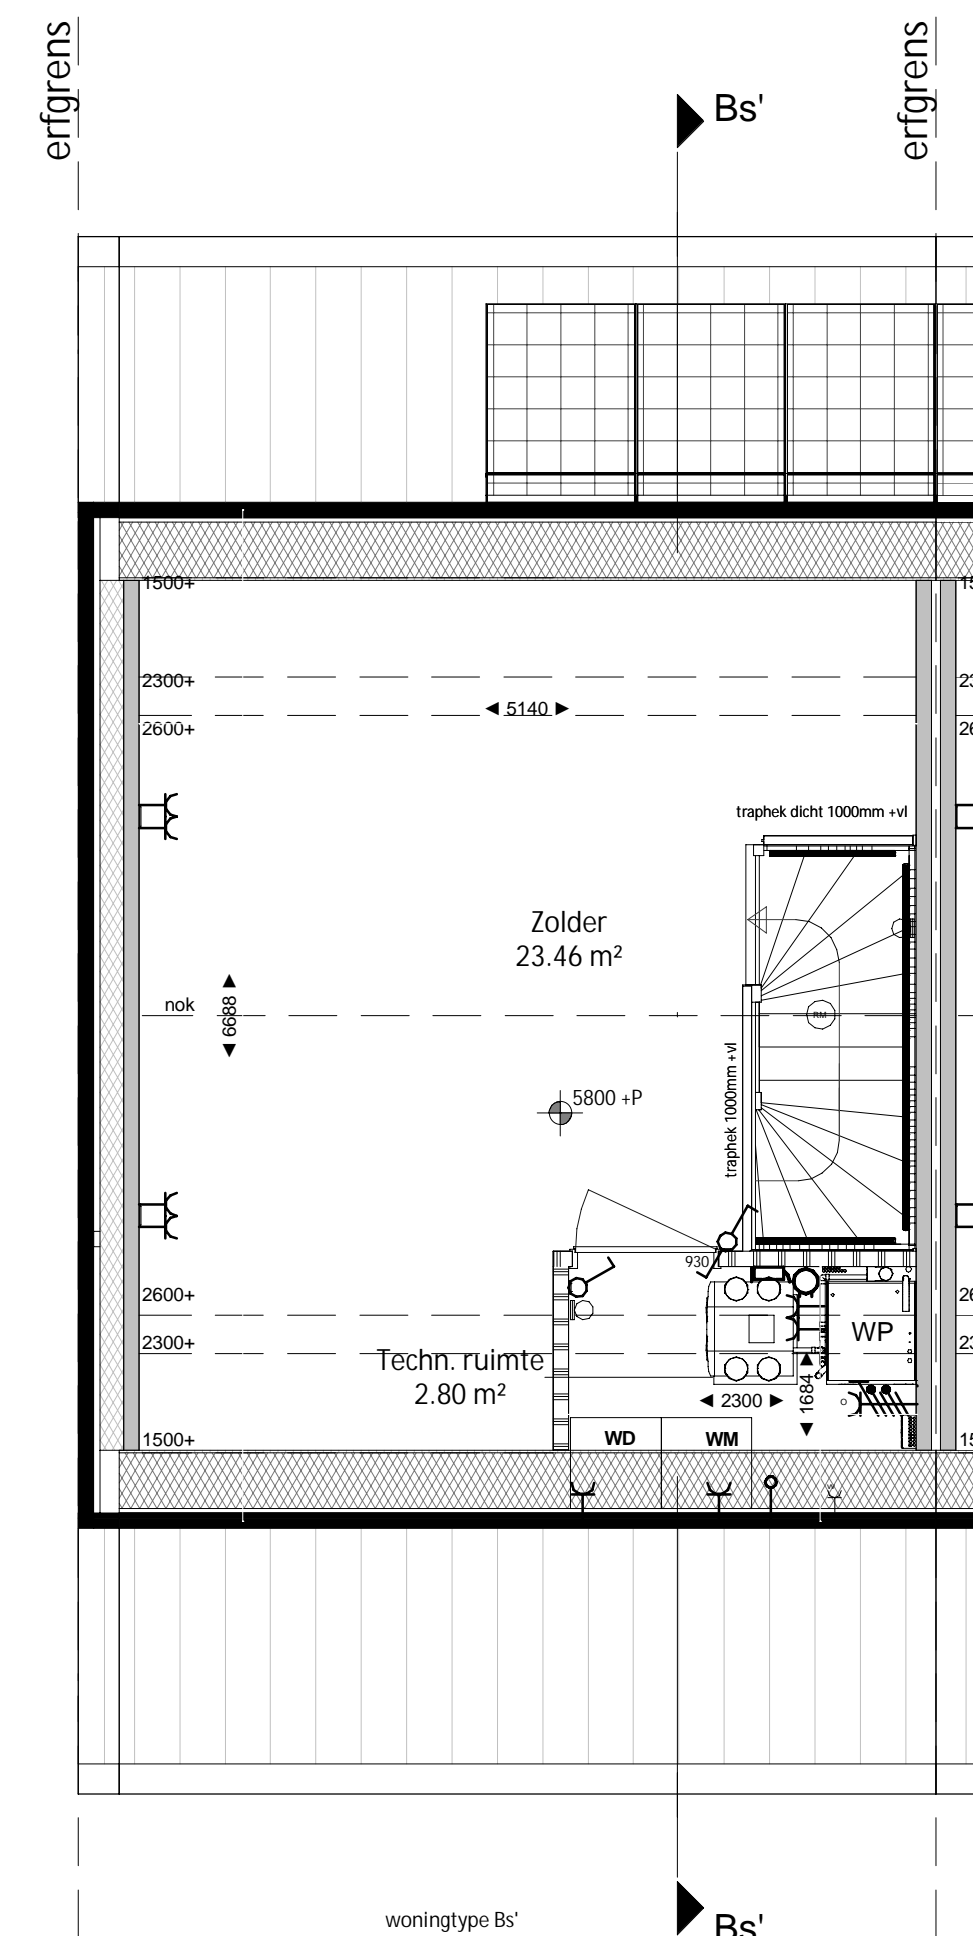 erfgrens
erfgrens
Bs'
1500+
2300+
5140
2600+
traphek dicht 1000mm +vl
Zolder
23.46 m²
nok
6688
RM
traphek 1000mm +vl
5800 +P
930
2600+
2300+
WP
Techn. ruimte
2.80 m²
2300
1684
1500+
WD
WM
woningtype Bs'
Bs'